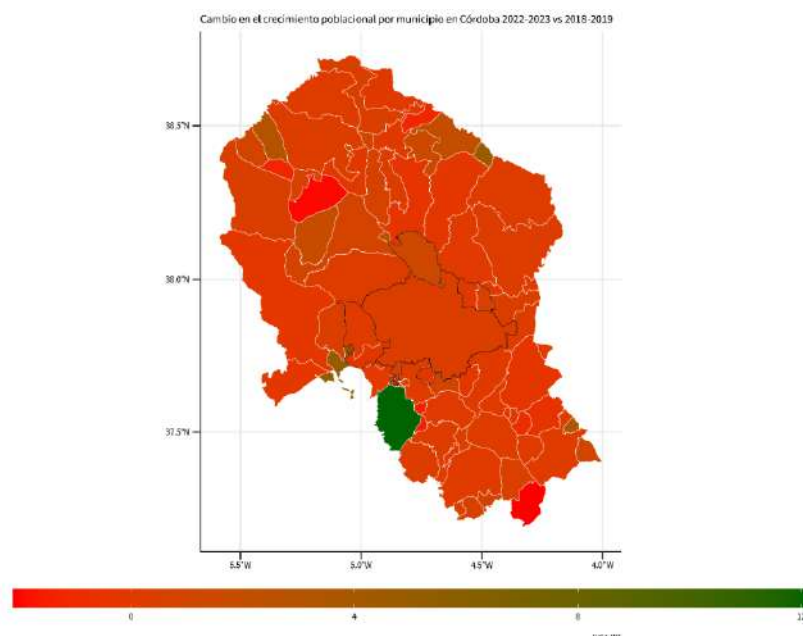 Cambio en el crecimiento poblacional por municipio en Córdoba 2022-2023 vs 2018-2019
38.5°N
38.0°N
37.5°N
5.5°W 5.0°W 4.5°W 4.0°W
0 4 8 12